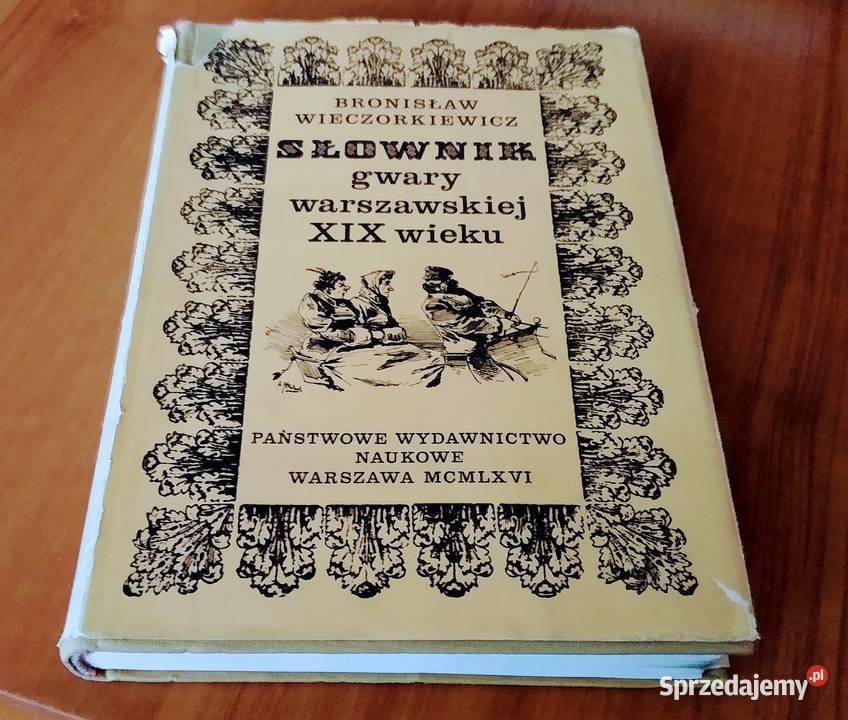 BRONISŁAW
WIECZORKIEWICZ
SŁOWNIK
gwary
warszawskiej
XIX wieku
PAŃSTWOWE WYDAWNICTWO
NAUKOWE
WARSZAWA MCMLXVI
Sprzedajemy.pl